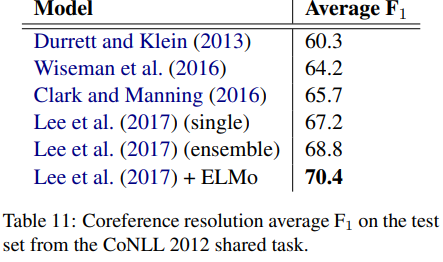 Model Average F1
Durrett and Klein (2013) 60.3
Wiseman et al. (2016) 64.2
Clark and Manning (2016) 65.7
Lee et al. (2017) (single) 67.2
Lee et al. (2017) (ensemble) 68.8
Lee et al. (2017) + ELMo 70.4
Table 11: Coreference resolution average F1 on the test
set from the CoNLL 2012 shared task.